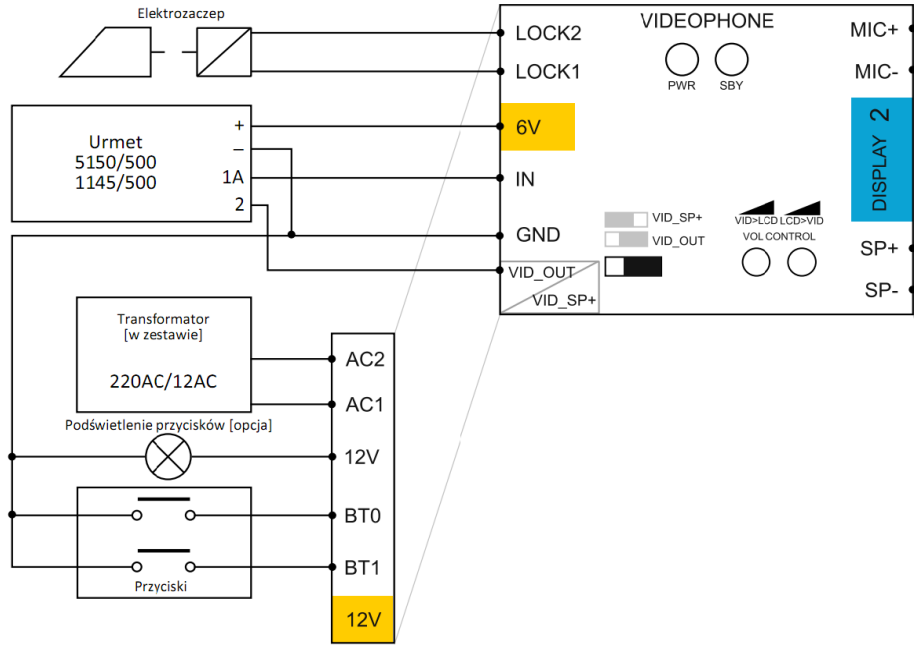 Elektrozaczep
VIDEOPHONE
LOCK2
LOCK1
PWR
SBY
MIC+
MIC-
DISPLAY 2
Urmet
5150/500
1145/500
+
–
1A
2
6V
IN
GND
VID_OUT
VID_SP+
VID_SP+
VID_OUT
VID>LCD
LCD>VID
VOL CONTROL
SP+
SP-
Transformator
[w zestawie]
220AC/12AC
Podświetlenie przycisków [opcja]
AC2
AC1
12V
BT0
BT1
12V
Przyciski